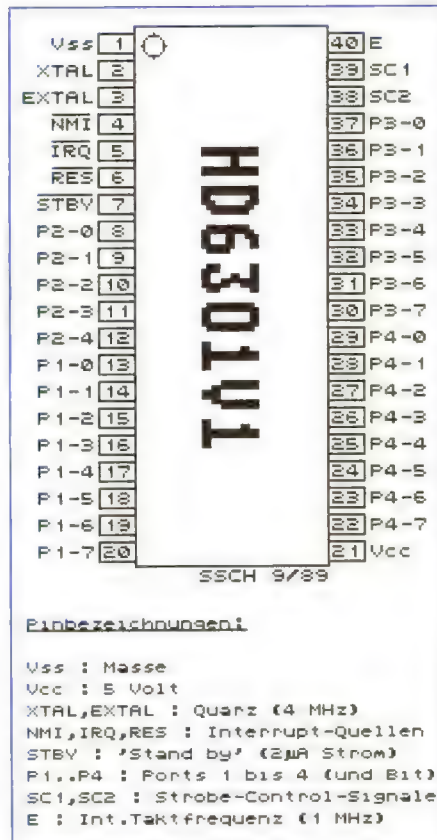 Vss 1
XTAL 2
EXTAL 3
NMI 4
IRQ 5
RES 6
STBY 7
P2-0 8
P2-1 9
P2-2 10
P2-3 11
P2-4 12
P1-0 13
P1-1 14
P1-2 15
P1-3 16
P1-4 17
P1-5 18
P1-6 19
P1-7 20
HD6301V1
40 E
39 SC1
38 SC2
37 P3-0
36 P3-1
35 P3-2
34 P3-3
33 P3-4
32 P3-5
31 P3-6
30 P3-7
29 P4-0
28 P4-1
27 P4-2
26 P4-3
25 P4-4
24 P4-5
23 P4-6
22 P4-7
21 Vcc
SSCH 9/89
Pinbezeichnungen:
Vss : Masse
Vcc : 5 Volt
XTAL,EXTAL : Quarz (4 MHz)
NMI,IRQ,RES : Interrupt-Quellen
STBY : 'Stand by' (2µA Strom)
P1..P4 : Ports 1 bis 4 (und Bit)
SC1,SC2 : Strobe-Control-Signale
E : Int.Taktfrequenz (1 MHz)